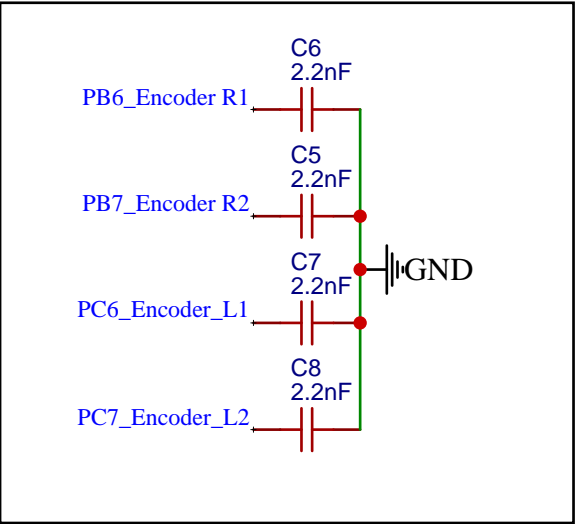 C6
2.2nF
PB6_Encoder R1
C5
2.2nF
PB7_Encoder R2
C7
2.2nF
GND
PC6_Encoder_L1
C8
2.2nF
PC7_Encoder_L2